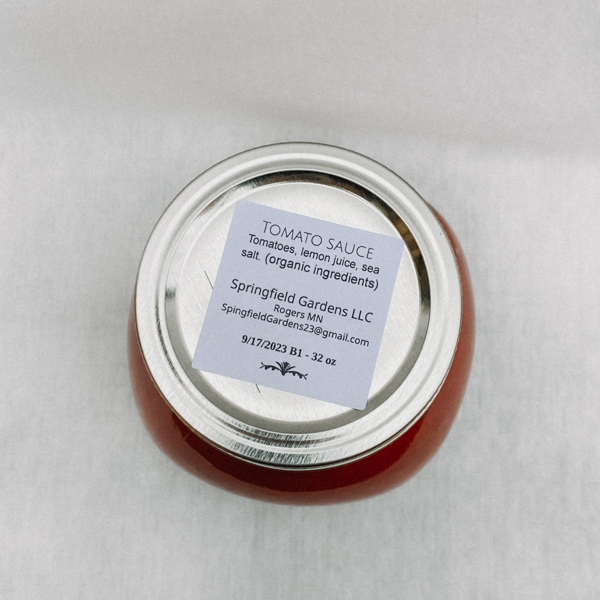 TOMATO SAUCE
Tomatoes, lemon juice, sea
salt. (organic ingredients)
Springfield Gardens LLC
Rogers MN
SpingfieldGardens23@gmail.com
9/17/2023 B1 - 32 oz